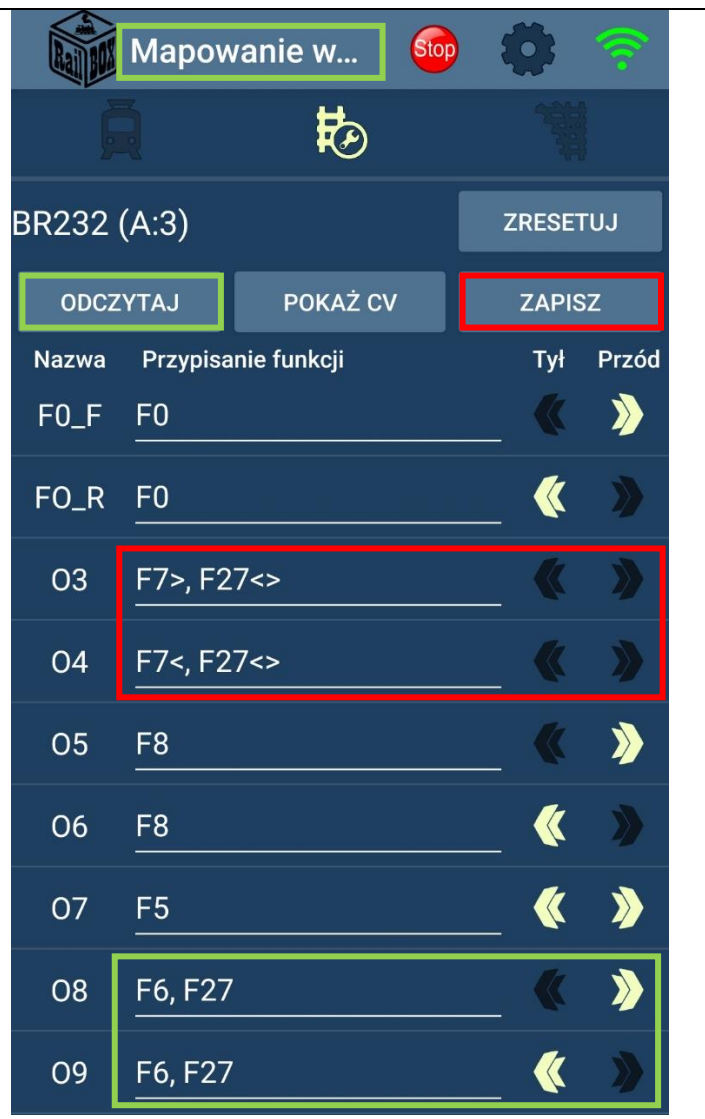 Rail BOX
Mapowanie w...
Stop
BR232 (A:3)
ZRESETUJ
ODCZYTAJ
POKAŻ CV
ZAPISZ
Nazwa Przypisanie funkcji Tył Przód
F0_F F0
FO_R F0
O3 F7>, F27<>
O4 F7<, F27<>
O5 F8
O6 F8
O7 F5
O8 F6, F27
O9 F6, F27